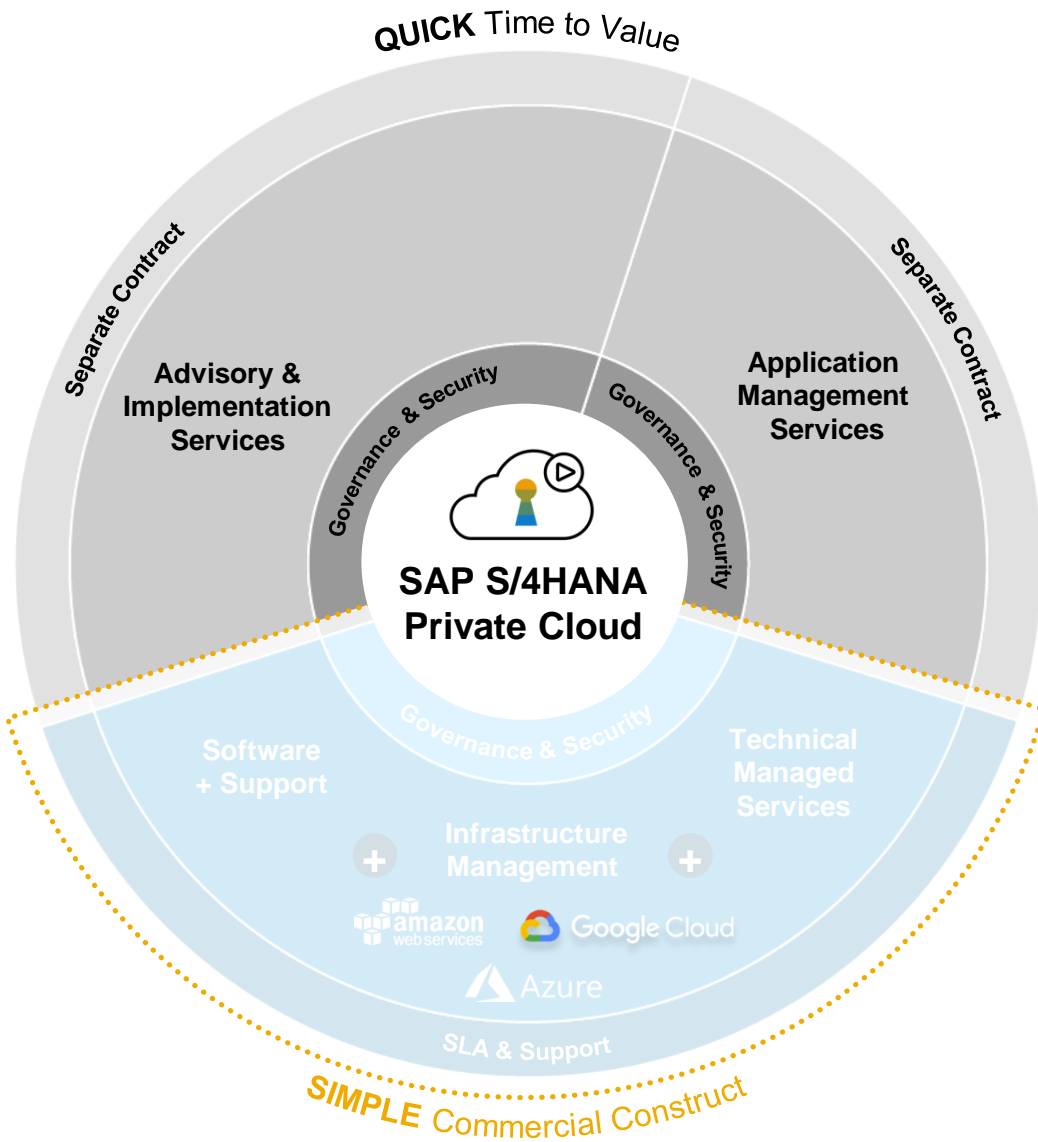 QUICK Time to Value
Separate Contract
Separate Contract
Advisory &
Implementation
Services
Application
Management
Services
Governance & Security
Governance & Security
SAP S/4HANA
Private Cloud
Governance & Security
Software
+ Support
Technical
Managed
Services
+
Infrastructure
Management
+
amazon
web services
Google Cloud
Azure
SLA & Support
SIMPLE Commercial Construct